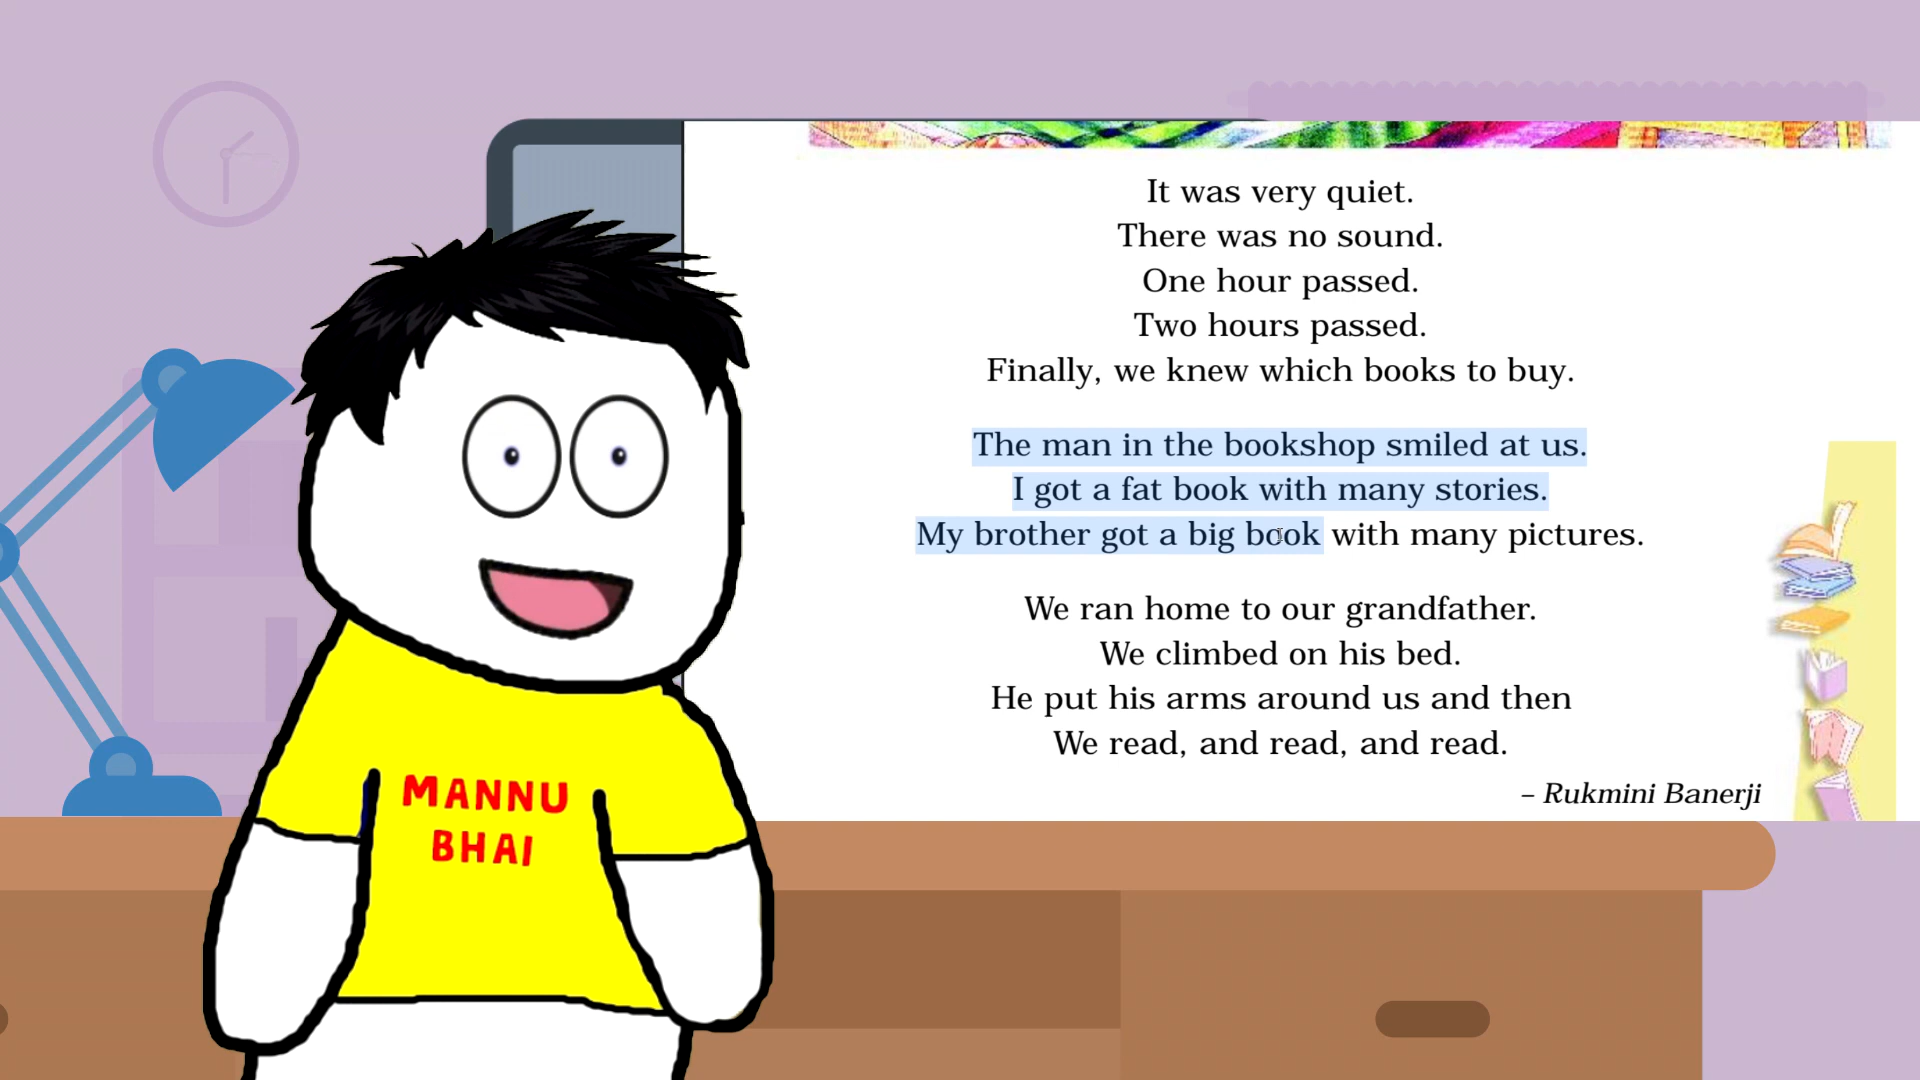 It was very quiet.
There was no sound.
One hour passed.
Two hours passed.
Finally, we knew which books to buy.
The man in the bookshop smiled at us.
I got a fat book with many stories.
My brother got a big book with many pictures.
We ran home to our grandfather.
We climbed on his bed.
He put his arms around us and then
We read, and read, and read.
– Rukmini Banerji
MANNU
BHAI